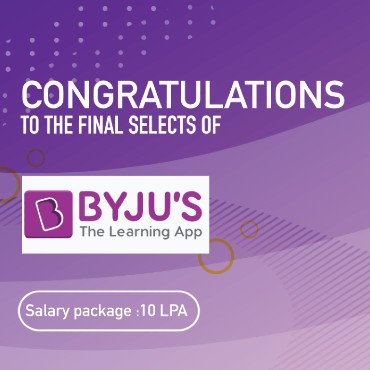 CONGRATULATIONS
TO THE FINAL SELECTS OF
B BYJU'S
The Learning App
Salary package :10 LPA